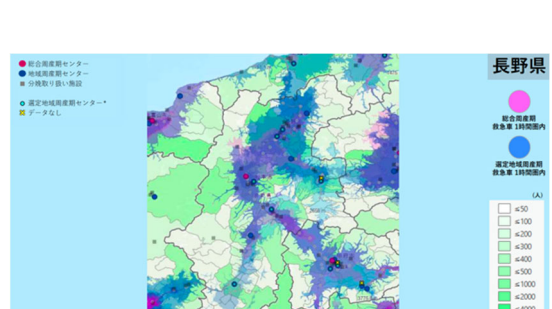 総合周産期センター
地域周産期センター
分娩取り扱い施設
選定地域周産期センター*
データなし
長野県
総合周産期
救急車 1時間圏内
選定地域周産期
救急車 1時間圏内
(人)
≤50
≤100
≤200
≤300
≤400
≤500
≤1000
≤2000